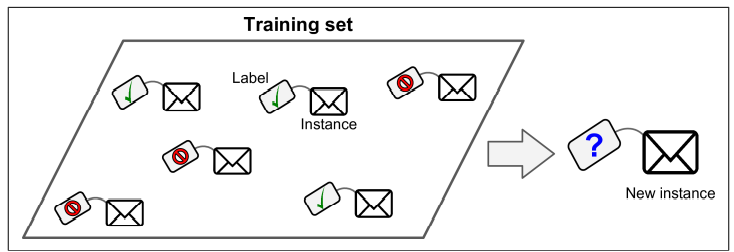 Training set
Label
Instance
?
New instance